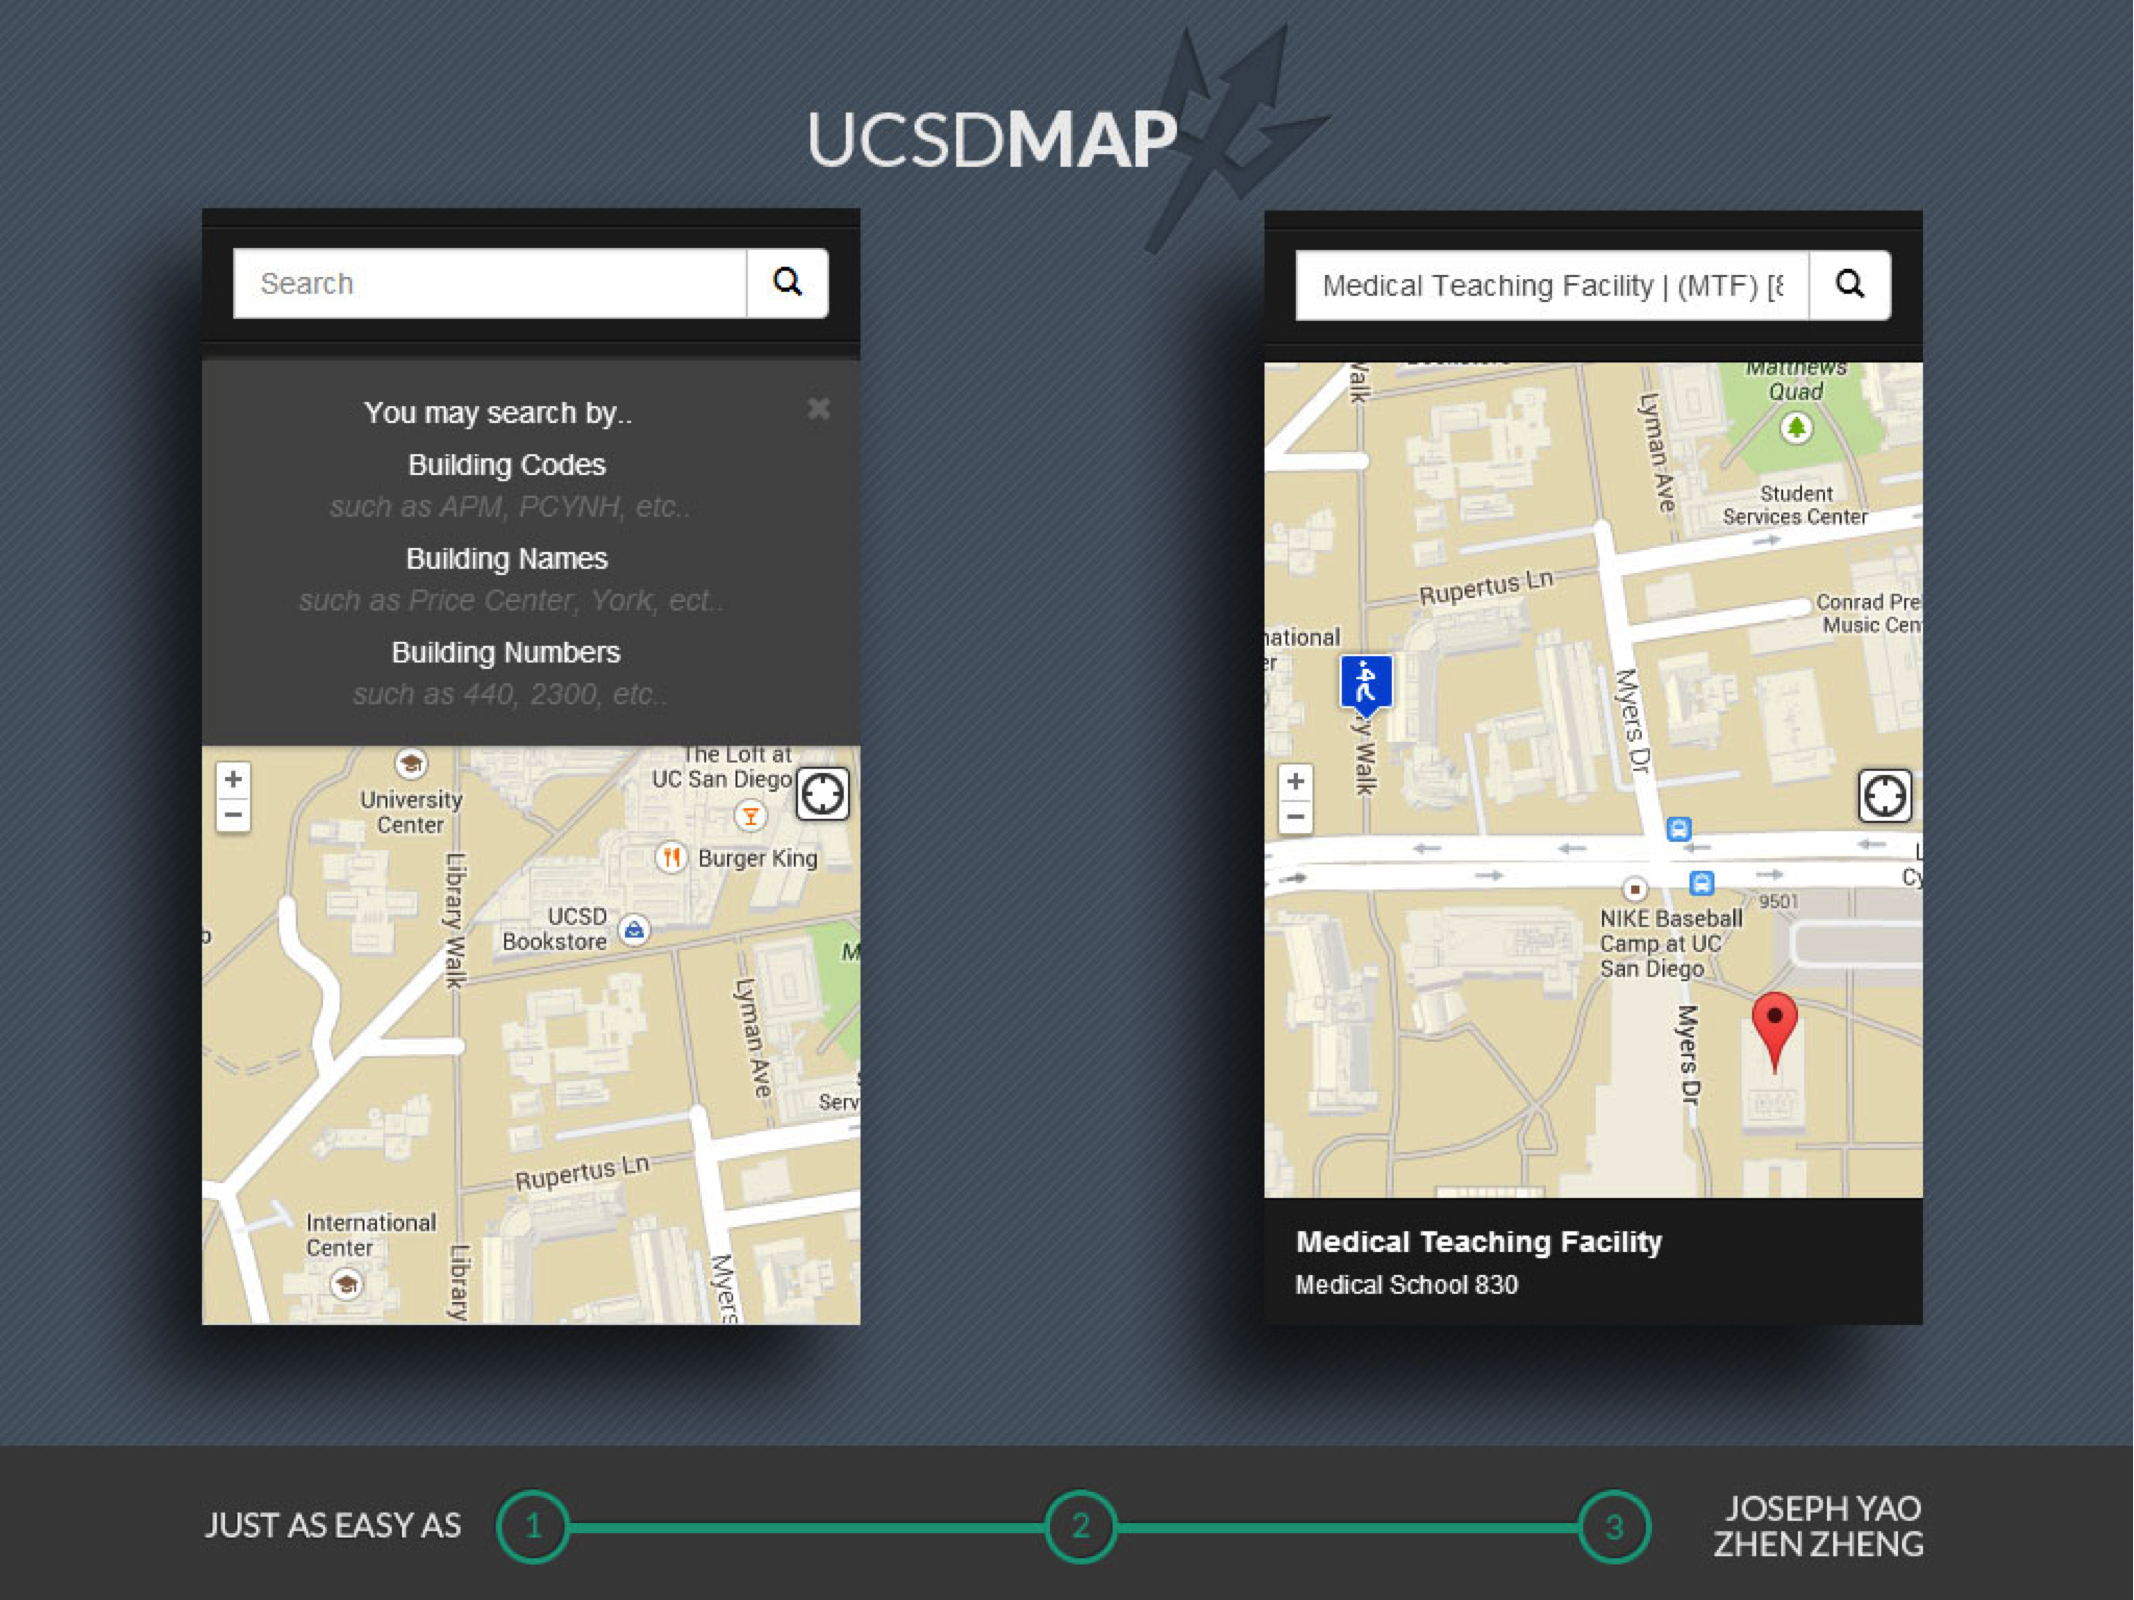 UCSDMAP
Search
You may search by..
Building Codes
such as APM, PCYNH, etc..
Building Names
such as Price Center, York, ect..
Building Numbers
such as 440, 2300, etc..
+
−
University
Center
The Loft at
UC San Diego
Burger King
Library Walk
UCSD
Bookstore
M
Lyman Ave
Serv
Rupertus Ln
International
Center
Library
Myers
Medical Teaching Facility | (MTF) [8
Walk
Matthews
Quad
Lyman Ave
Student
Services Center
Rupertus Ln
Conrad Pre
Music Cen
national
er
ry Walk
Myers Dr
+
−
L
Cy
9501
NIKE Baseball
Camp at UC
San Diego
Myers Dr
Medical Teaching Facility
Medical School 830
JUST AS EASY AS
1
2
3
JOSEPH YAO
ZHEN ZHENG